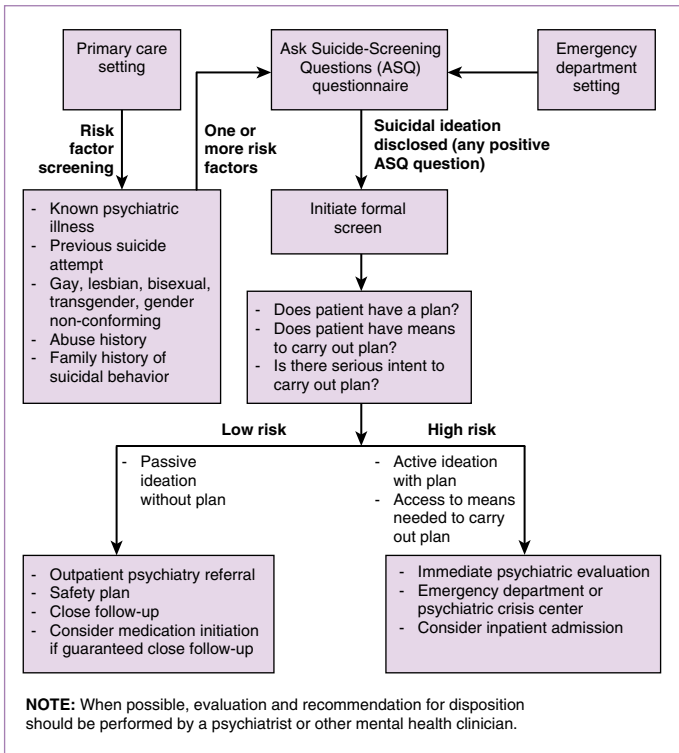 Primary care
setting
Ask Suicide-Screening
Questions (ASQ)
questionnaire
Emergency
department
setting
Risk
factor
screening
One or
more risk
factors
Suicidal ideation
disclosed (any positive
ASQ question)
- Known psychiatric
illness
- Previous suicide
attempt
- Gay, lesbian, bisexual,
transgender, gender
non-conforming
- Abuse history
- Family history of
suicidal behavior
Initiate formal
screen
- Does patient have a plan?
- Does patient have means
to carry out plan?
- Is there serious intent to
carry out plan?
Low risk
High risk
- Passive
ideation
without plan
- Active ideation
with plan
- Access to means
needed to carry
out plan
- Outpatient psychiatry referral
- Safety plan
- Close follow-up
- Consider medication initiation
if guaranteed close follow-up
- Immediate psychiatric evaluation
- Emergency department or
psychiatric crisis center
- Consider inpatient admission
NOTE: When possible, evaluation and recommendation for disposition
should be performed by a psychiatrist or other mental health clinician.